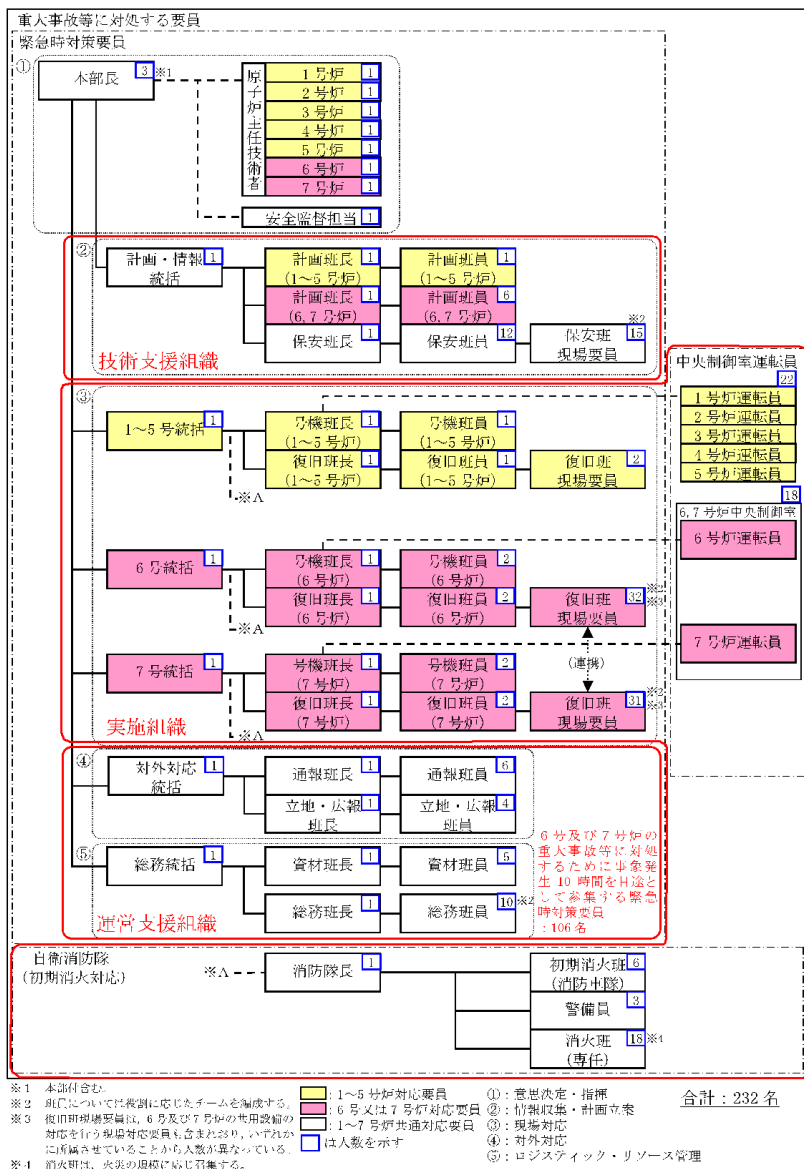 重大事故等に対処する要員
緊急時対策要員
①
本部長 3 ※1
原子炉主任技術者
1号炉 1
2号炉 1
3号炉 1
4号炉 1
5号炉 1
6号炉 1
7号炉 1
安全監督担当 1
②
計画・情報統括 1
計画班長(1～5号炉) 1
計画班員(1～5号炉) 1
計画班長(6,7号炉) 1
計画班員(6,7号炉) 6
保安班長 1
保安班員 12
保安班現場要員 15 ※2
技術支援組織
中央制御室運転員
22
1号炉運転員
2号炉運転員
3号炉運転員
4号炉運転員
5号炉運転員
18
6,7号炉中央制御室
6号炉運転員
7号炉運転員
③
1～5号統括 1
※A
号機班長(1～5号炉) 1
号機班員(1～5号炉) 1
復旧班長(1～5号炉) 1
復旧班員(1～5号炉) 1
復旧班現場要員 2
6号統括 1
※A
号機班長(6号炉) 1
号機班員(6号炉) 2
復旧班長(6号炉) 1
復旧班員(6号炉) 2
復旧班現場要員 32 ※2 ※3
(連携)
7号統括 1
※A
号機班長(7号炉) 1
号機班員(7号炉) 2
復旧班長(7号炉) 1
復旧班員(7号炉) 2
復旧班現場要員 31 ※2 ※3
実施組織
④
対外対応統括 1
通報班長 1
通報班員 6
立地・広報班長 1
立地・広報班員 4
⑤
総務統括 1
資材班長 1
資材班員 5
総務班長 1
総務班員 10 ※2
運営支援組織
6号及び7号炉の
重大事故等に対処
するために事象発
生10時間を目途と
して参集する緊急
時対策要員
：106名
自衛消防隊
(初期消火対応)
※A
消防隊長 1
初期消火班(消防車隊) 6
警備員 3
消火班(専任) 18 ※4
※1 本部付含む。
※2 班員については役割に応じたチームを編成する。
※3 復旧班現場要員は，6号及び7号炉の共用設備の
対応を行う現場対応要員も含まれおり，いずれか
に所属させていることから人数が異なっている。
※4 消火班は、火災の規模に応じ召集する。
：1～5号炉対応要員
：6号又は7号炉対応要員
：1～7号炉共通対応要員
は人数を示す
①：意思決定・指揮
②：情報収集・計画立案
③：現場対応
④：対外対応
⑤：ロジスティック・リソース管理
合計：232名